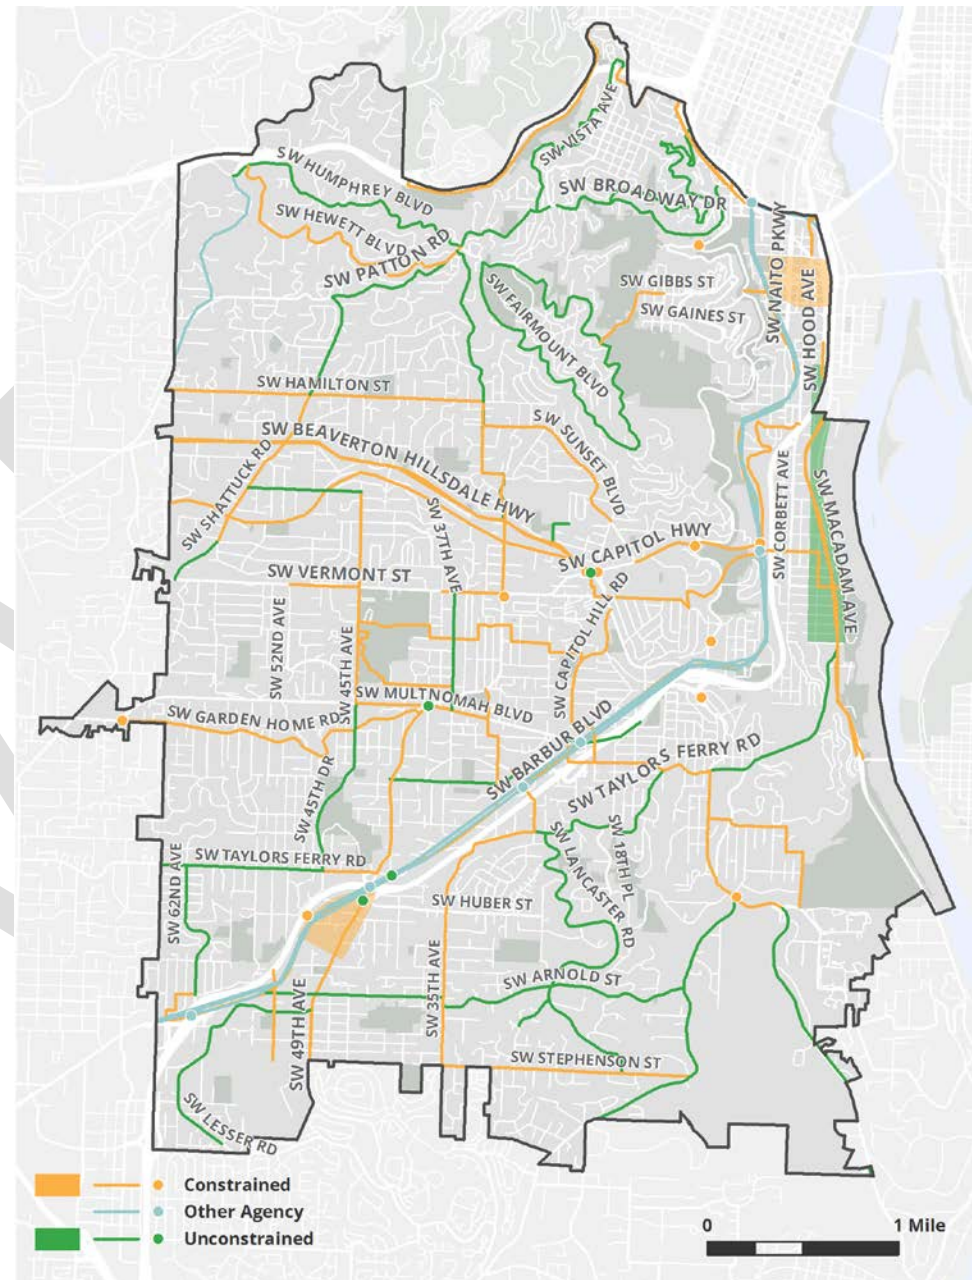 SW VISTA AVE
SW HUMPHREY BLVD
SW BROADWAY DR
SW HEWETT BLVD
SW PATTON RD
SW NAITO PKWY
SW GIBBS ST
SW FAIRMOUNT BLVD
SW GAINES ST
SW HOOD AVE
SW HAMILTON ST
SW SUNSET BLVD
SW BEAVERTON HILLSDALE HWY
SW SHATTUCK RD
SW CORBETT AVE
SW MACADAM AVE
SW 37TH AVE
SW CAPITOL HWY
SW VERMONT ST
SW CAPITOL HILL RD
SW 52ND AVE
SW 45TH AVE
SW MULTNOMAH BLVD
SW GARDEN HOME RD
SW BARBUR BLVD
SW TAYLORS FERRY RD
SW 45TH DR
SW 18TH PL
SW LANCASTER RD
SW TAYLORS FERRY RD
SW 62ND AVE
SW HUBER ST
SW 35TH AVE
SW ARNOLD ST
SW 49TH AVE
SW STEPHENSON ST
SW LESSER RD
Constrained
Other Agency
Unconstrained
0 1 Mile